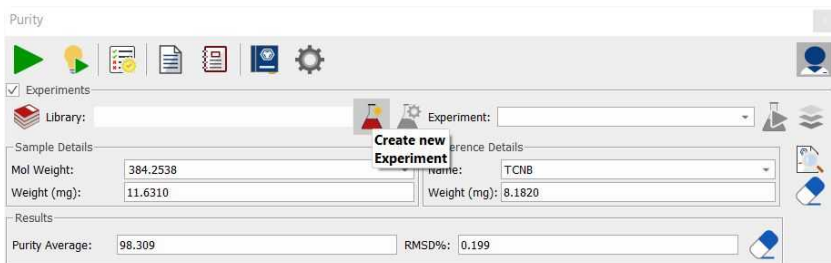 Purity
Experiments
Library:
Experiment:
Create new
Experiment
Sample Details
erence Details
Mol Weight: 384.2538
Name: TCNB
Weight (mg): 11.6310
Weight (mg): 8.1820
Results
Purity Average: 98.309
RMSD%: 0.199